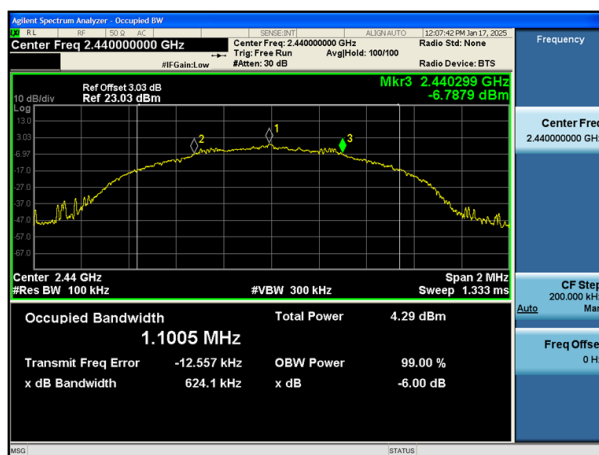 Agilent Spectrum Analyzer - Occupied BW
RL RF 50 Ω AC SENSE:INT ALIGN AUTO 12:07:42 PM Jan 17, 2025
Center Freq 2.440000000 GHz Center Freq: 2.440000000 GHz Radio Std: None
Trig: Free Run Avg|Hold: 100/100
#IFGain:Low #Atten: 30 dB Radio Device: BTS
Mkr3 2.440299 GHz
-6.7879 dBm
Ref Offset 3.03 dB
10 dB/div Ref 23.03 dBm
Log
13.0
3.03
-6.97
-17.0
-27.0
-37.0
-47.0
-57.0
-67.0
2
1
3
Center 2.44 GHz Span 2 MHz
#Res BW 100 kHz #VBW 300 kHz Sweep 1.333 ms
Occupied Bandwidth Total Power 4.29 dBm
1.1005 MHz
Transmit Freq Error -12.557 kHz OBW Power 99.00 %
x dB Bandwidth 624.1 kHz x dB -6.00 dB
MSG STATUS
Frequency
Center Freq
2.440000000 GHz
CF Step
200.000 kHz
Auto Man
Freq Offset
0 Hz